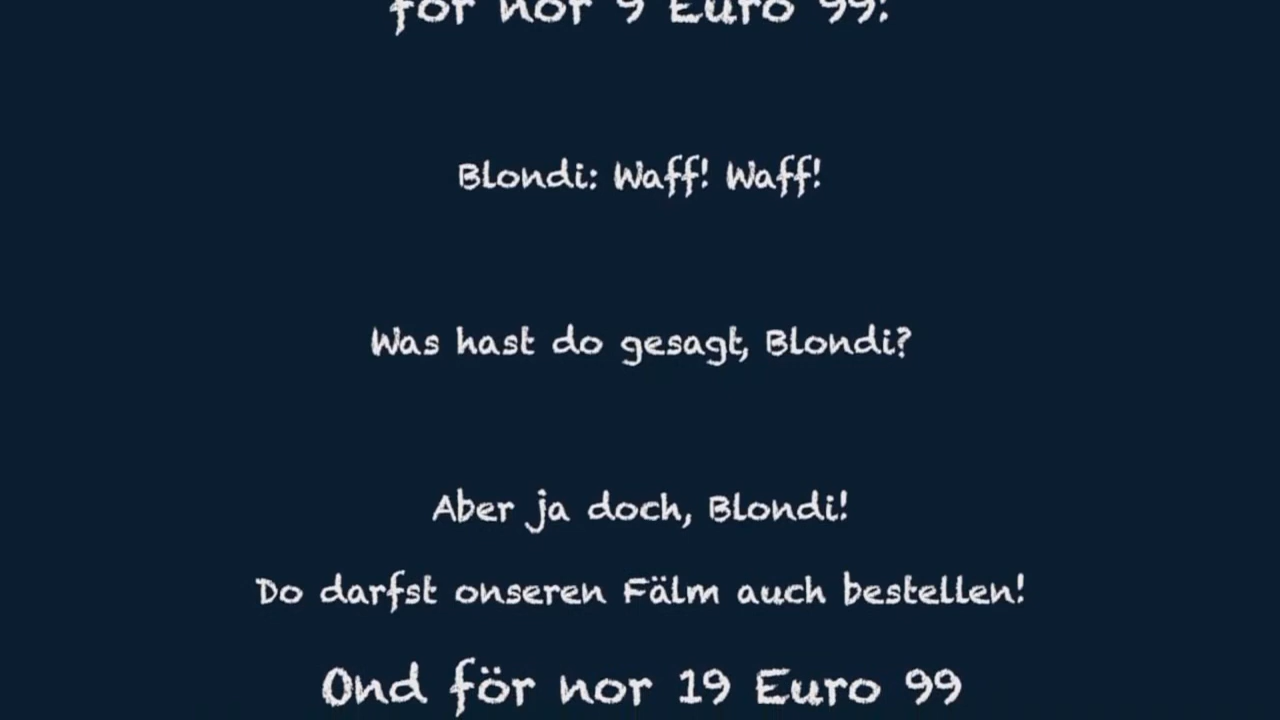 för nor 9 Euro 99:
Blondi: Waff! Waff!
Was hast do gesagt, Blondi?
Aber ja doch, Blondi!
Do darfst onseren Fälm auch bestellen!
Ond för nor 19 Euro 99